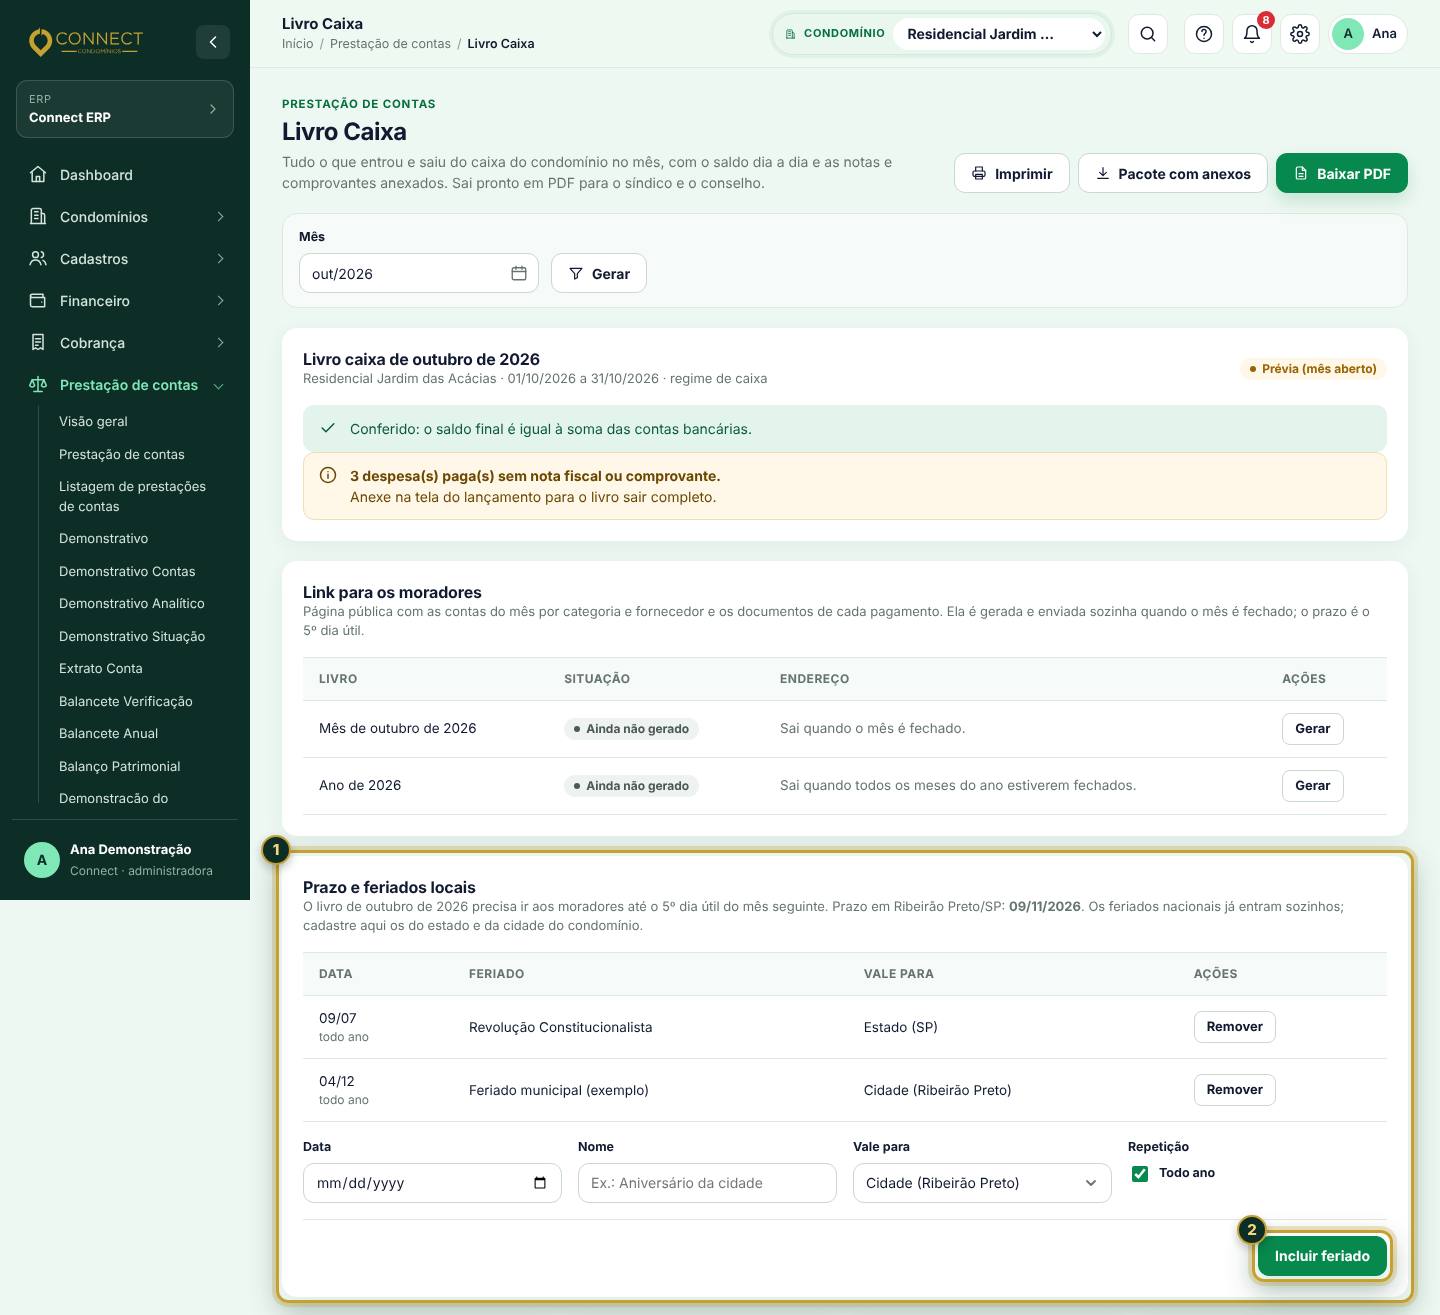 CONNECT
CONDOMÍNIOS
ERP
Connect ERP
Dashboard
Condomínios
Cadastros
Financeiro
Cobrança
Prestação de contas
Visão geral
Prestação de contas
Listagem de prestações
de contas
Demonstrativo
Demonstrativo Contas
Demonstrativo Analítico
Demonstrativo Situação
Extrato Conta
Balancete Verificação
Balancete Anual
Balanço Patrimonial
Demonstração do
A
Ana Demonstração
Connect · administradora
Livro Caixa
Início / Prestação de contas / Livro Caixa
CONDOMÍNIO Residencial Jardim ...
8
A Ana
PRESTAÇÃO DE CONTAS
Livro Caixa
Tudo o que entrou e saiu do caixa do condomínio no mês, com o saldo dia a dia e as notas e
comprovantes anexados. Sai pronto em PDF para o síndico e o conselho.
Imprimir Pacote com anexos Baixar PDF
Mês
out/2026 Gerar
Livro caixa de outubro de 2026
Residencial Jardim das Acácias · 01/10/2026 a 31/10/2026 · regime de caixa
Prévia (mês aberto)
Conferido: o saldo final é igual à soma das contas bancárias.
3 despesa(s) paga(s) sem nota fiscal ou comprovante.
Anexe na tela do lançamento para o livro sair completo.
Link para os moradores
Página pública com as contas do mês por categoria e fornecedor e os documentos de cada pagamento. Ela é gerada e enviada sozinha quando o mês é fechado; o prazo é o
5º dia útil.
LIVRO SITUAÇÃO ENDEREÇO AÇÕES
Mês de outubro de 2026 Ainda não gerado Sai quando o mês é fechado. Gerar
Ano de 2026 Ainda não gerado Sai quando todos os meses do ano estiverem fechados. Gerar
1
Prazo e feriados locais
O livro de outubro de 2026 precisa ir aos moradores até o 5º dia útil do mês seguinte. Prazo em Ribeirão Preto/SP: 09/11/2026. Os feriados nacionais já entram sozinhos;
cadastre aqui os do estado e da cidade do condomínio.
DATA FERIADO VALE PARA AÇÕES
09/07
todo ano
Revolução Constitucionalista Estado (SP) Remover
04/12
todo ano
Feriado municipal (exemplo) Cidade (Ribeirão Preto) Remover
Data Nome Vale para Repetição
mm/dd/yyyy Ex.: Aniversário da cidade Cidade (Ribeirão Preto) Todo ano
2
Incluir feriado